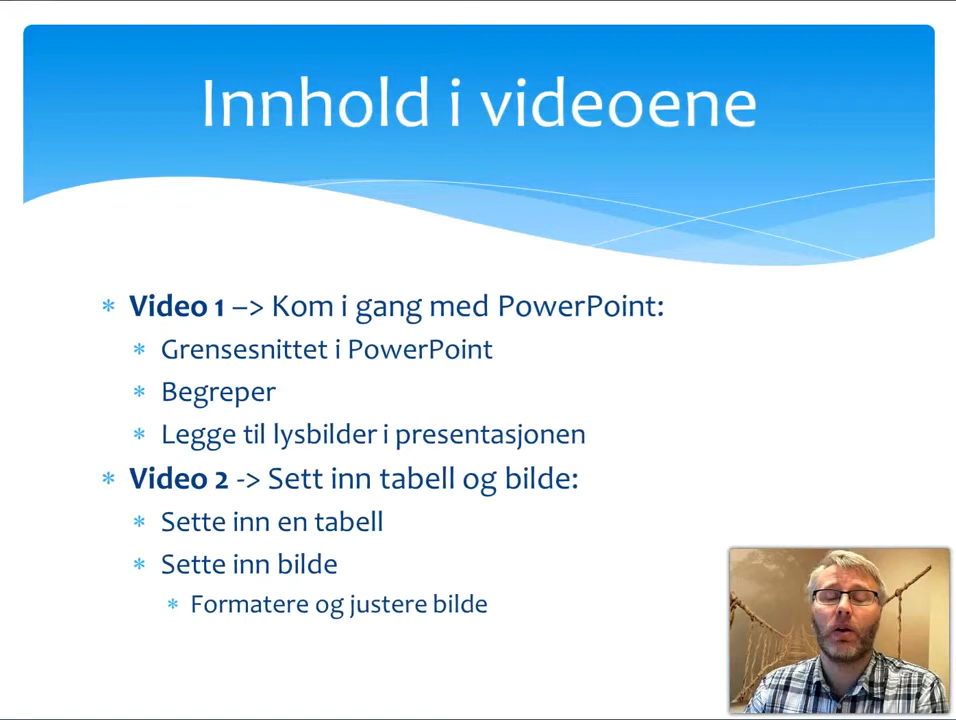 Innhold i videoene
* Video 1 –> Kom i gang med PowerPoint:
* Grensesnittet i PowerPoint
* Begreper
* Legge til lysbilder i presentasjonen
* Video 2 -> Sett inn tabell og bilde:
* Sette inn en tabell
* Sette inn bilde
* Formatere og justere bilde